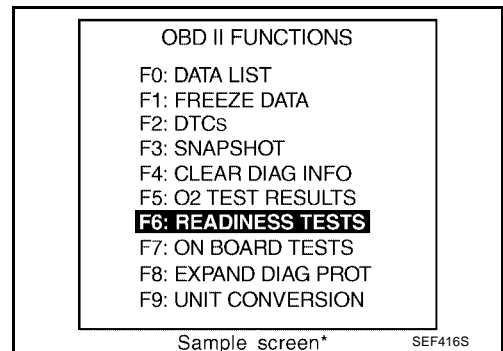 OBD II FUNCTIONS
F0: DATA LIST
F1: FREEZE DATA
F2: DTCs
F3: SNAPSHOT
F4: CLEAR DIAG INFO
F5: O2 TEST RESULTS
F6: READINESS TESTS
F7: ON BOARD TESTS
F8: EXPAND DIAG PROT
F9: UNIT CONVERSION
Sample screen* SEF416S